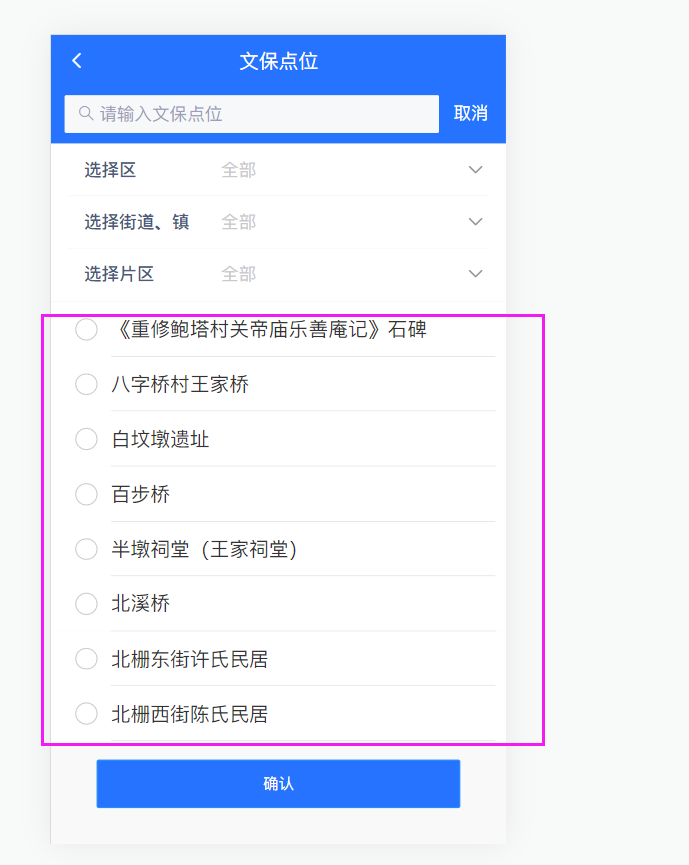 文保点位
请输入文保点位 取消
选择区 全部
选择街道、镇 全部
选择片区 全部
《重修鲍塔村关帝庙乐善庵记》石碑
八字桥村王家桥
白坟墩遗址
百步桥
半墩祠堂（王家祠堂）
北溪桥
北栅东街许氏民居
北栅西街陈氏民居
确认